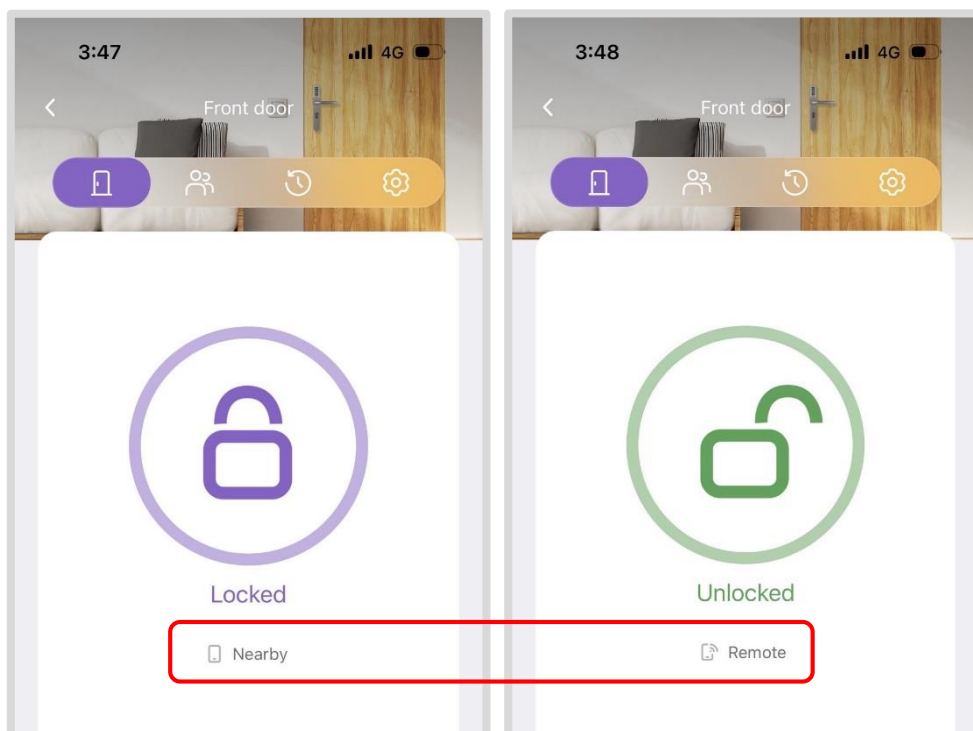 3:47
4G
Front door
Locked
Nearby
3:48
4G
Front door
Unlocked
Remote